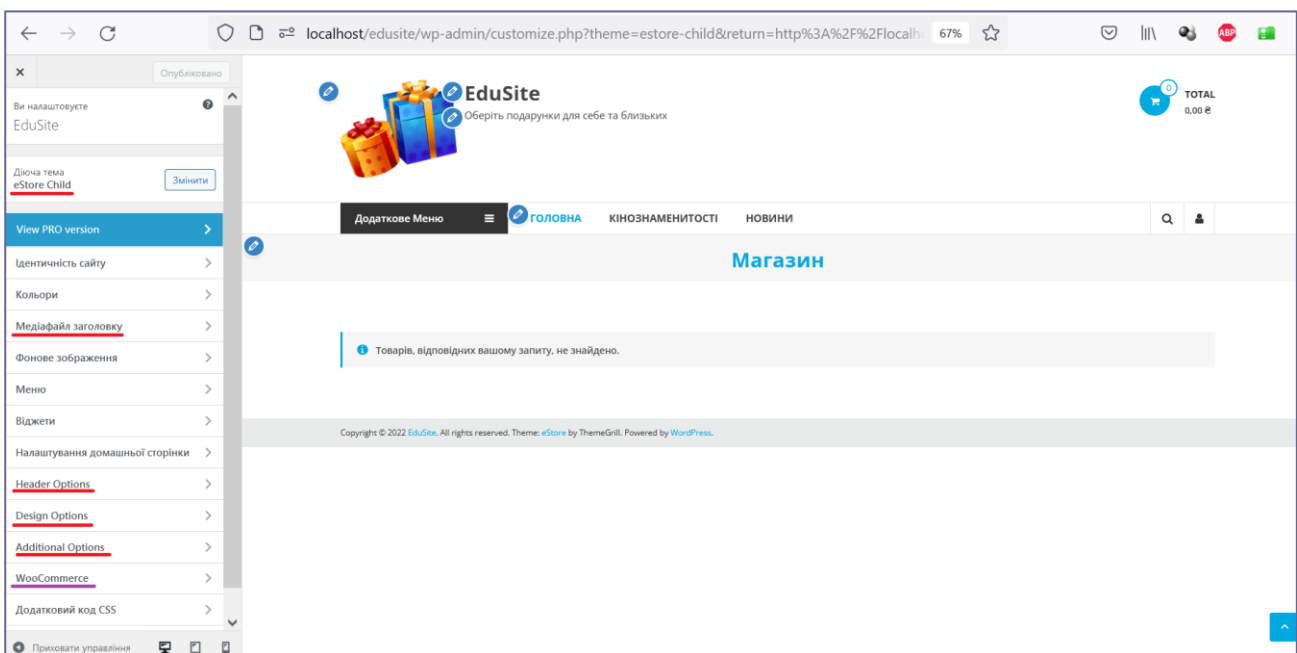 localhost/edusite/wp-admin/customize.php?theme=estore-child&return=http%3A%2F%2Flocalh
67%
ABP
Опубліковано
Ви налаштовуєте
EduSite
Діюча тема
eStore Child
Змінити
View PRO version
Ідентичність сайту
Кольори
Медіафайл заголовку
Фонове зображення
Меню
Віджети
Налаштування домашньої сторінки
Header Options
Design Options
Additional Options
WooCommerce
Додатковий код CSS
Приховати управління
EduSite
Оберіть подарунки для себе та близьких
0
TOTAL
0.00 ₴
Додаткове Меню
ГОЛОВНА КІНОЗНАМЕНИТОСТІ НОВИНИ
Магазин
Товарів, відповідних вашому запиту, не знайдено.
Copyright © 2022 EduSite. All rights reserved. Theme: eStore by ThemeGrill. Powered by WordPress.